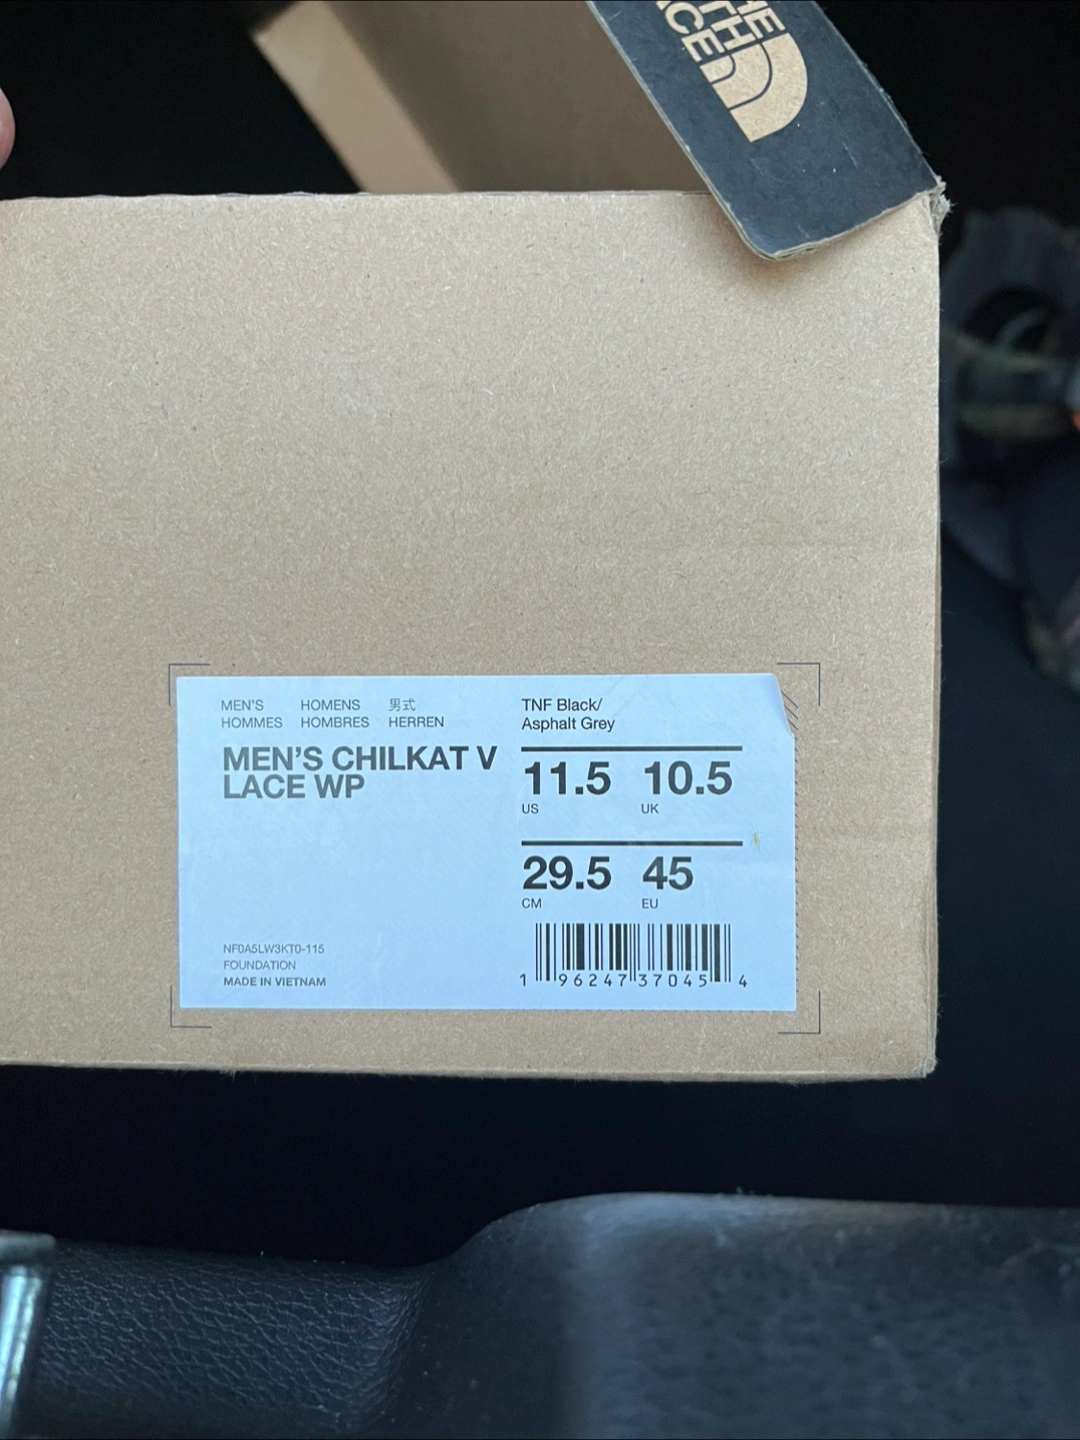 THE
NORTH
FACE
MEN'S HOMENS 男式
HOMMES HOMBRES HERREN
MEN'S CHILKAT V
LACE WP
TNF Black/
Asphalt Grey
11.5 10.5
US UK
29.5 45
CM EU
NF0A5LW3KT0-115
FOUNDATION
MADE IN VIETNAM
1 96247 37045 4